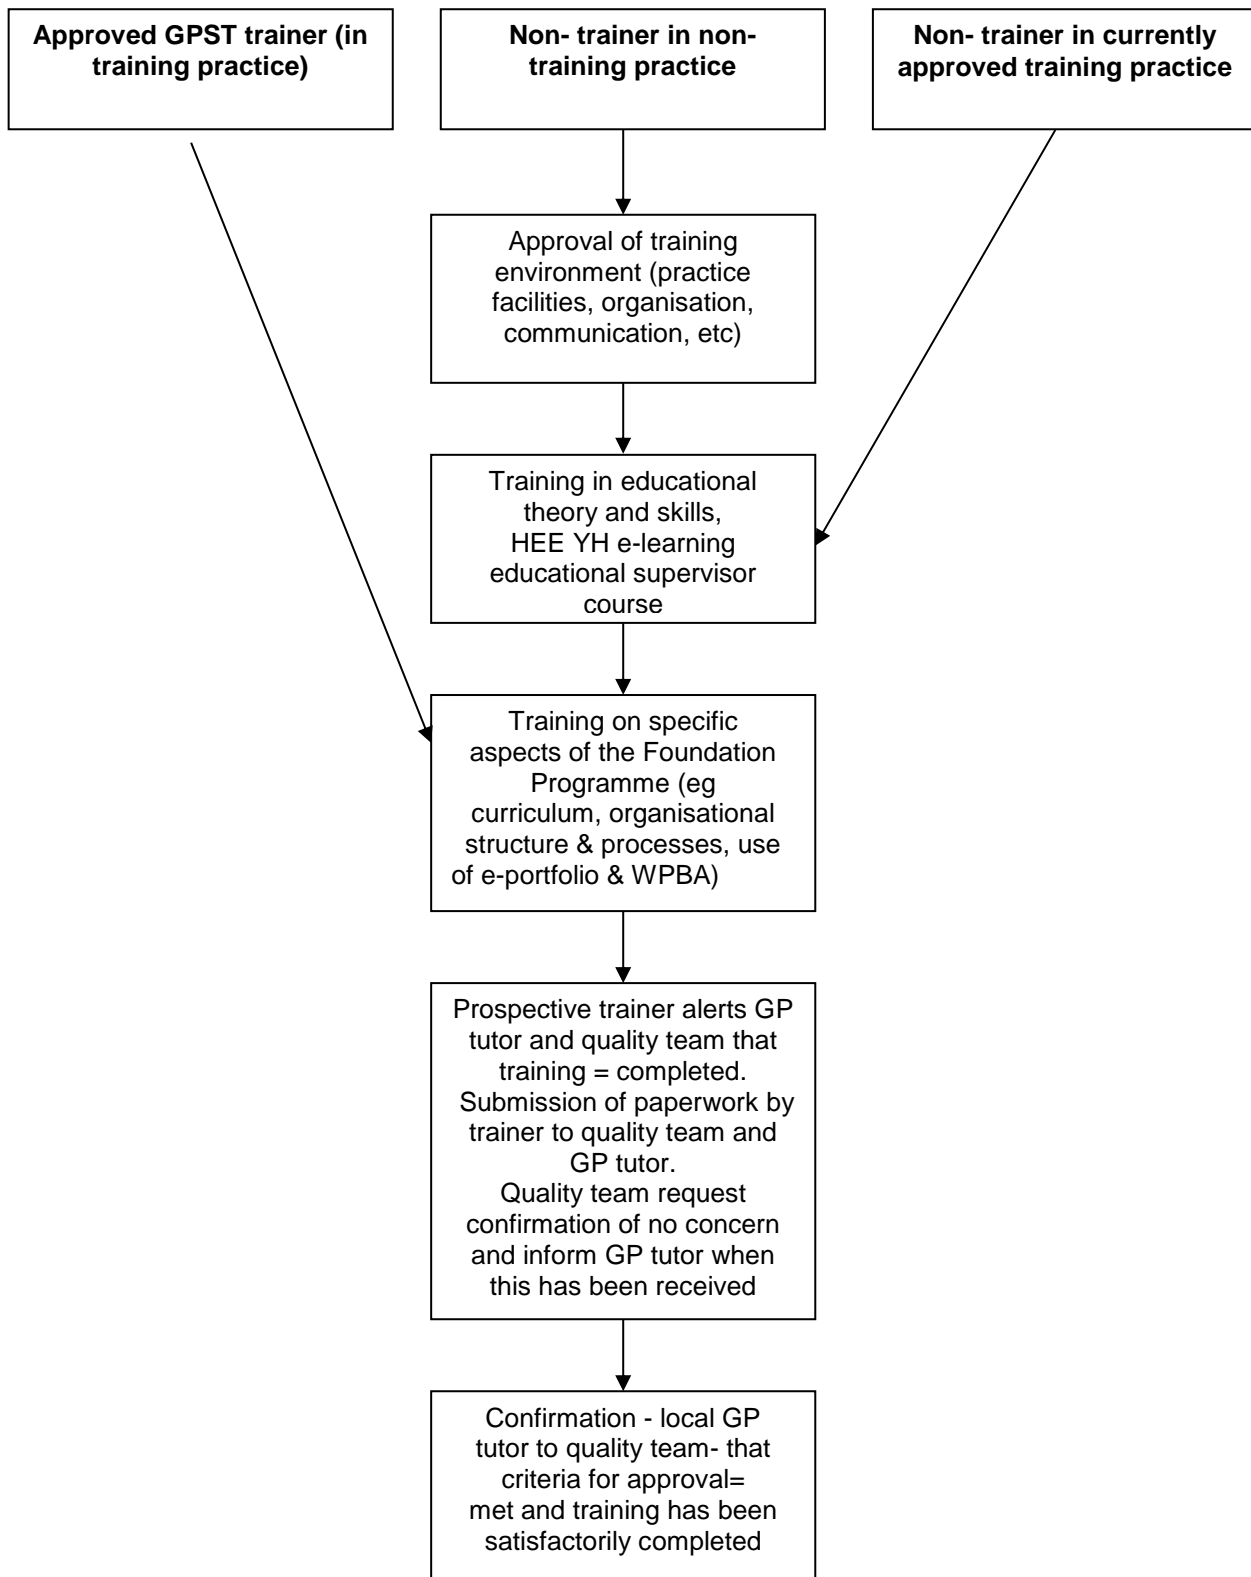 Approved GPST trainer (in
training practice)
Non- trainer in non-
training practice
Non- trainer in currently
approved training practice
Approval of training
environment (practice
facilities, organisation,
communication, etc)
Training in educational
theory and skills,
HEE YH e-learning
educational supervisor
course
Training on specific
aspects of the Foundation
Programme (eg
curriculum, organisational
structure & processes, use
of e-portfolio & WPBA)
Prospective trainer alerts GP
tutor and quality team that
training = completed.
Submission of paperwork by
trainer to quality team and
GP tutor.
Quality team request
confirmation of no concern
and inform GP tutor when
this has been received
Confirmation - local GP
tutor to quality team- that
criteria for approval=
met and training has been
satisfactorily completed